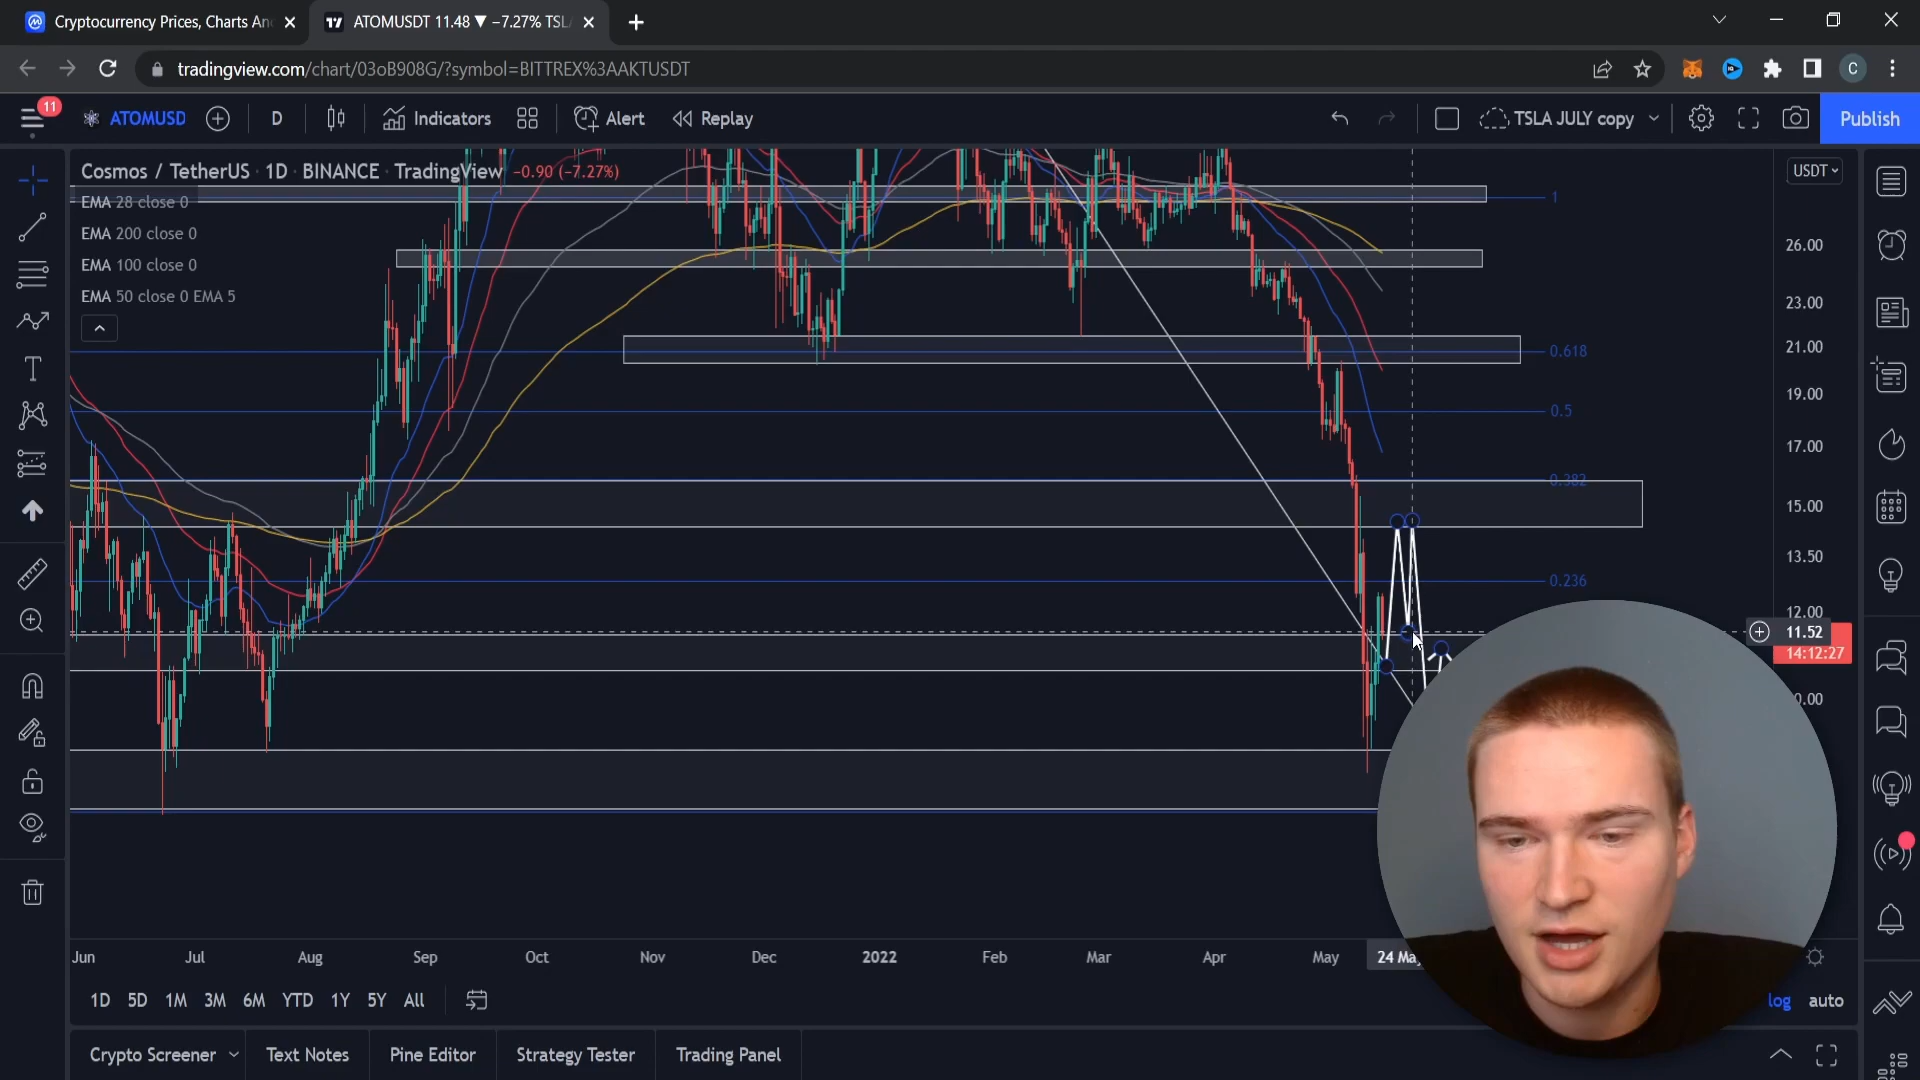 Cryptocurrency Prices, Charts An
ATOMUSDT 11.48 ▼ −7.27% TSL
tradingview.com/chart/03oB908G/?symbol=BITTREX%3AAKTUSDT
C
11
ATOMUSD
D
Indicators
Alert
Replay
TSLA JULY copy
Publish
Cosmos / TetherUS · 1D · BINANCE · TradingView −0.90 (−7.27%)
USDT
EMA 28 close 0
EMA 200 close 0
EMA 100 close 0
EMA 50 close 0 EMA 5
1
0.618
0.5
0.382
0.236
26.00
23.00
21.00
19.00
17.00
15.00
13.50
12.00
11.52
14:12:27
Jun
Jul
Aug
Sep
Oct
Nov
Dec
2022
Feb
Mar
Apr
May
24 May
1D 5D 1M 3M 6M YTD 1Y 5Y All
log auto
Crypto Screener
Text Notes
Pine Editor
Strategy Tester
Trading Panel